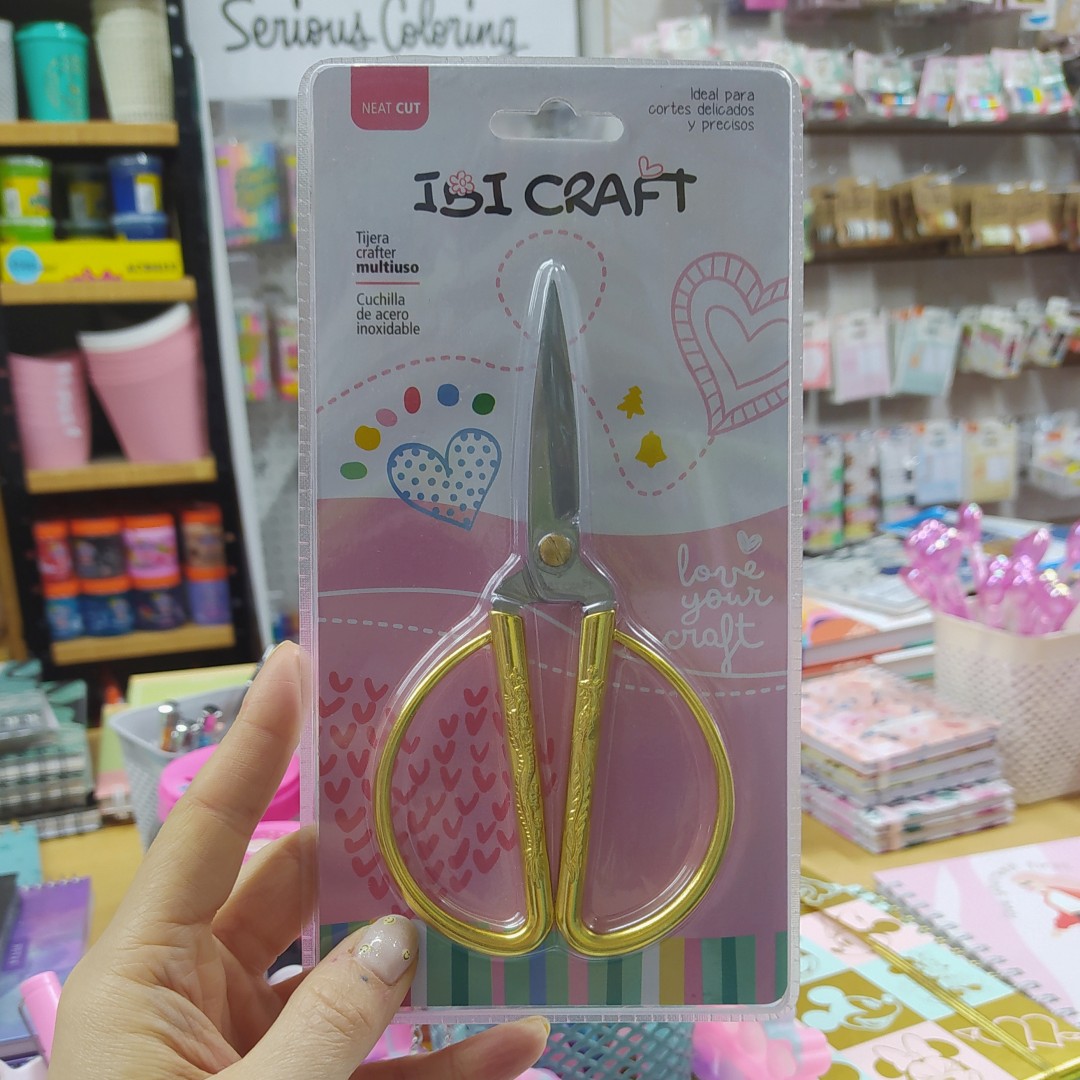 Serious Coloring
NEAT CUT
Ideal para
cortes delicados
y precisos
IBI CRAFT
Tijera
crafter
multiuso
Cuchilla
de acero
inoxidable
love
your
craft